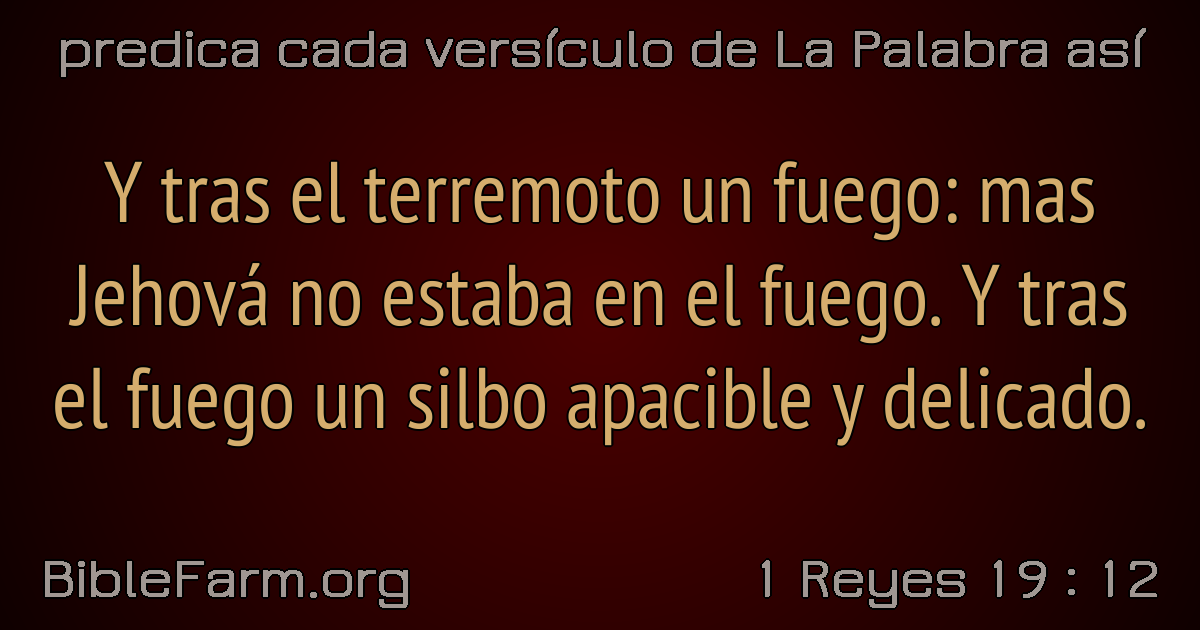 predica cada versículo de La Palabra así
Y tras el terremoto un fuego: mas
Jehová no estaba en el fuego. Y tras
el fuego un silbo apacible y delicado.
BibleFarm.org
1 Reyes 19 : 12